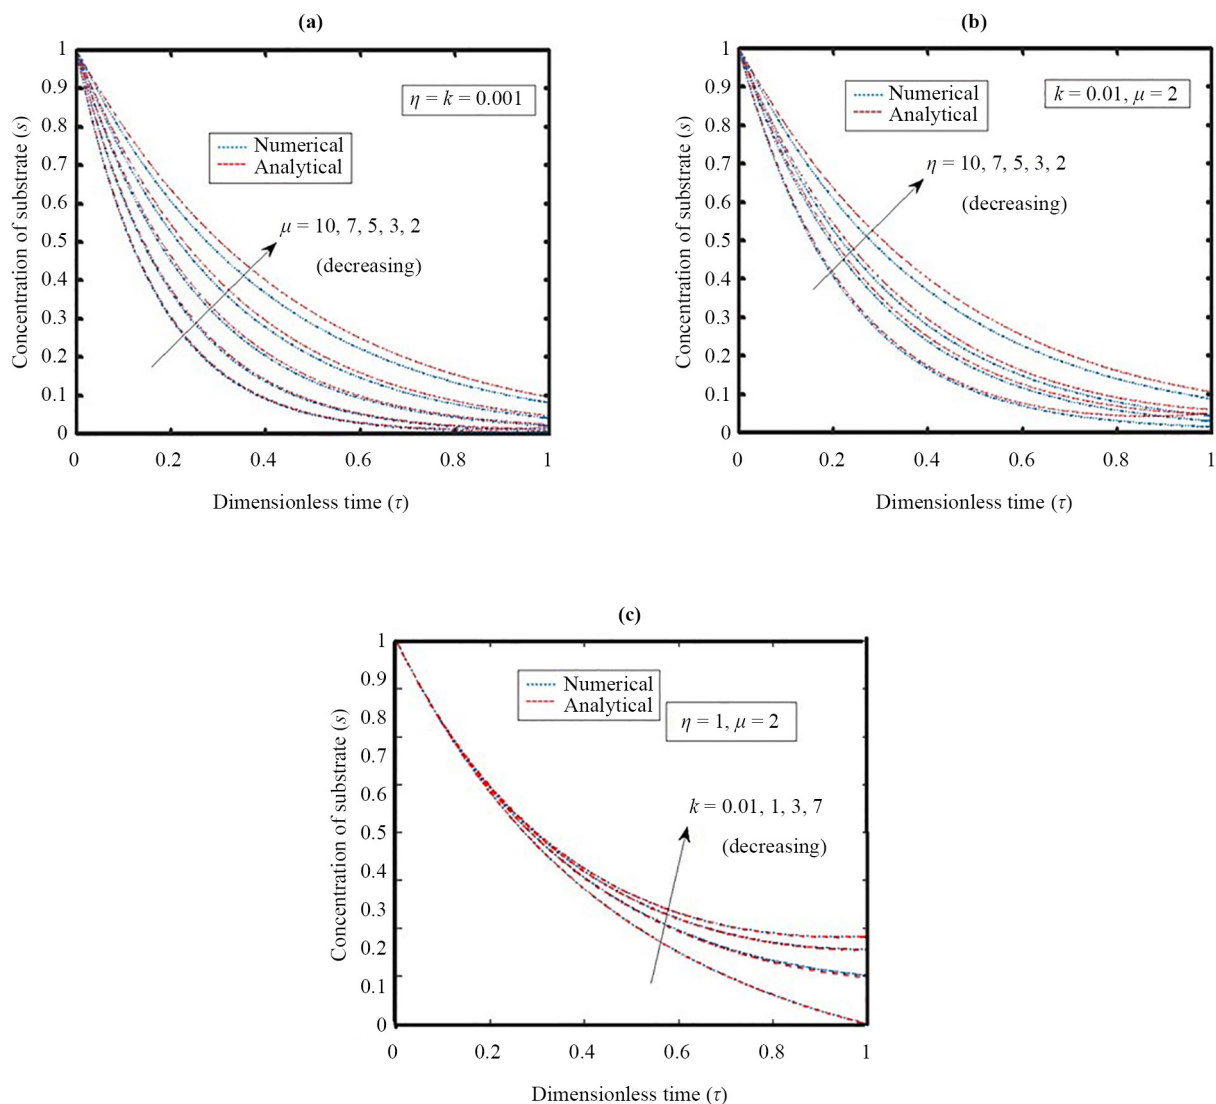 (a)
1
0.9
0.8
0.7
0.6
0.5
0.4
0.3
0.2
0.1
0
Concentration of substrate (s)
η = k = 0.001
Numerical
Analytical
μ = 10, 7, 5, 3, 2
(decreasing)
0 0.2 0.4 0.6 0.8 1
Dimensionless time (τ)
(b)
1
0.9
0.8
0.7
0.6
0.5
0.4
0.3
0.2
0.1
0
Concentration of substrate (s)
Numerical
Analytical
k = 0.01, μ = 2
η = 10, 7, 5, 3, 2
(decreasing)
0 0.2 0.4 0.6 0.8 1
Dimensionless time (τ)
(c)
1
0.9
0.8
0.7
0.6
0.5
0.4
0.3
0.2
0.1
0
Concentration of substrate (s)
Numerical
Analytical
η = 1, μ = 2
k = 0.01, 1, 3, 7
(decreasing)
0 0.2 0.4 0.6 0.8 1
Dimensionless time (τ)